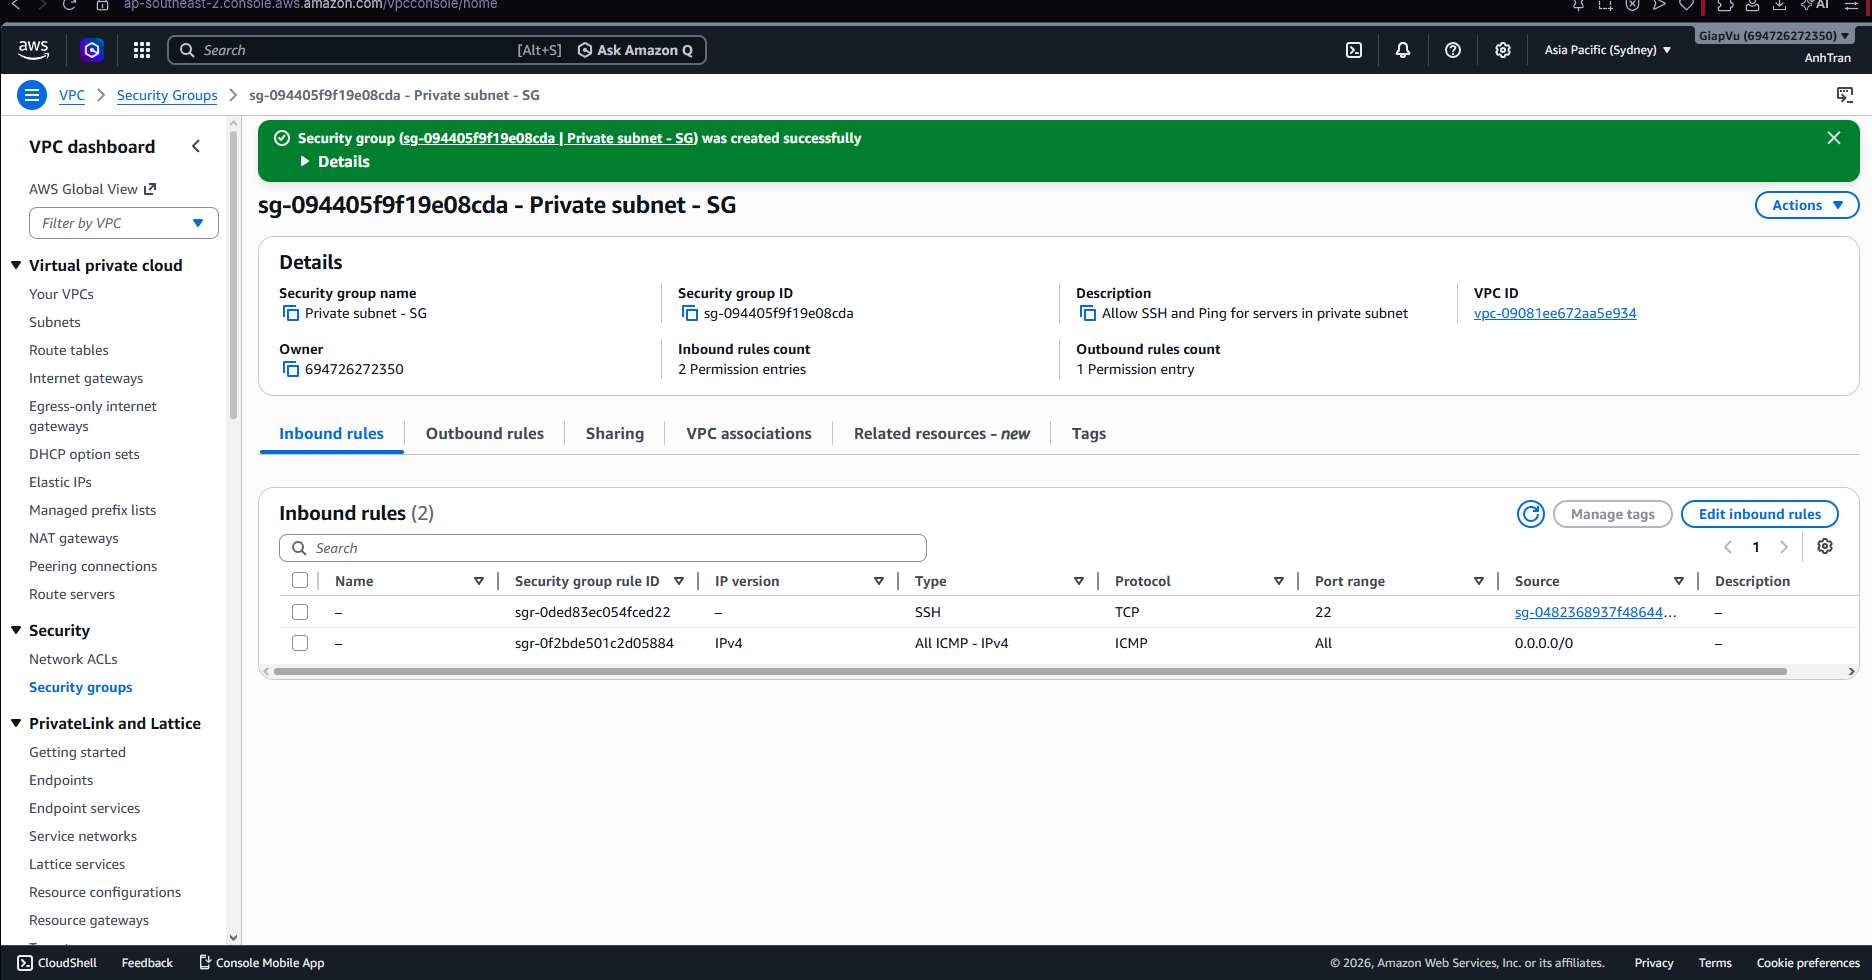 ap-southeast-2.console.aws.amazon.com/vpcconsole/home
AI
aws
Search
[Alt+S]
Ask Amazon Q
Asia Pacific (Sydney)
GiapVu (694726272350)
AnhTran
VPC
Security Groups
sg-094405f9f19e08cda - Private subnet - SG
VPC dashboard
AWS Global View
Filter by VPC
Virtual private cloud
Your VPCs
Subnets
Route tables
Internet gateways
Egress-only internet
gateways
DHCP option sets
Elastic IPs
Managed prefix lists
NAT gateways
Peering connections
Route servers
Security
Network ACLs
Security groups
PrivateLink and Lattice
Getting started
Endpoints
Endpoint services
Service networks
Lattice services
Resource configurations
Resource gateways
Security group (sg-094405f9f19e08cda | Private subnet - SG) was created successfully
Details
sg-094405f9f19e08cda - Private subnet - SG
Actions
Details
Security group name
Private subnet - SG
Security group ID
sg-094405f9f19e08cda
Description
Allow SSH and Ping for servers in private subnet
VPC ID
vpc-09081ee672aa5e934
Owner
694726272350
Inbound rules count
2 Permission entries
Outbound rules count
1 Permission entry
Inbound rules
Outbound rules
Sharing
VPC associations
Related resources - new
Tags
Inbound rules (2)
Manage tags
Edit inbound rules
Search
1
Name Security group rule ID IP version Type Protocol Port range Source Description
– sgr-0ded83ec054fced22 – SSH TCP 22 sg-0482368937f48644... –
– sgr-0f2bde501c2d05884 IPv4 All ICMP - IPv4 ICMP All 0.0.0.0/0 –
CloudShell
Feedback
Console Mobile App
© 2026, Amazon Web Services, Inc. or its affiliates.
Privacy
Terms
Cookie preferences